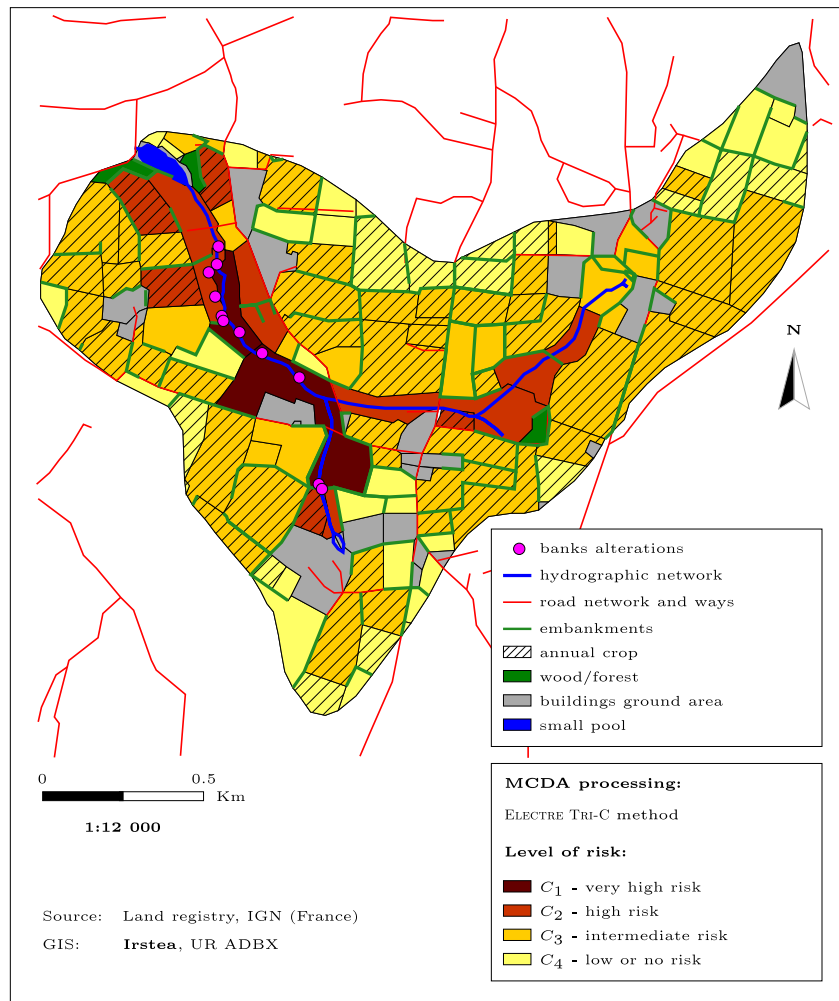 N
banks alterations
hydrographic network
road network and ways
embankments
annual crop
wood/forest
buildings ground area
small pool
0 0.5
Km
1:12 000
MCDA processing:
Electre Tri-C method
Level of risk:
C1 - very high risk
C2 - high risk
C3 - intermediate risk
C4 - low or no risk
Source: Land registry, IGN (France)
GIS: Irstea, UR ADBX